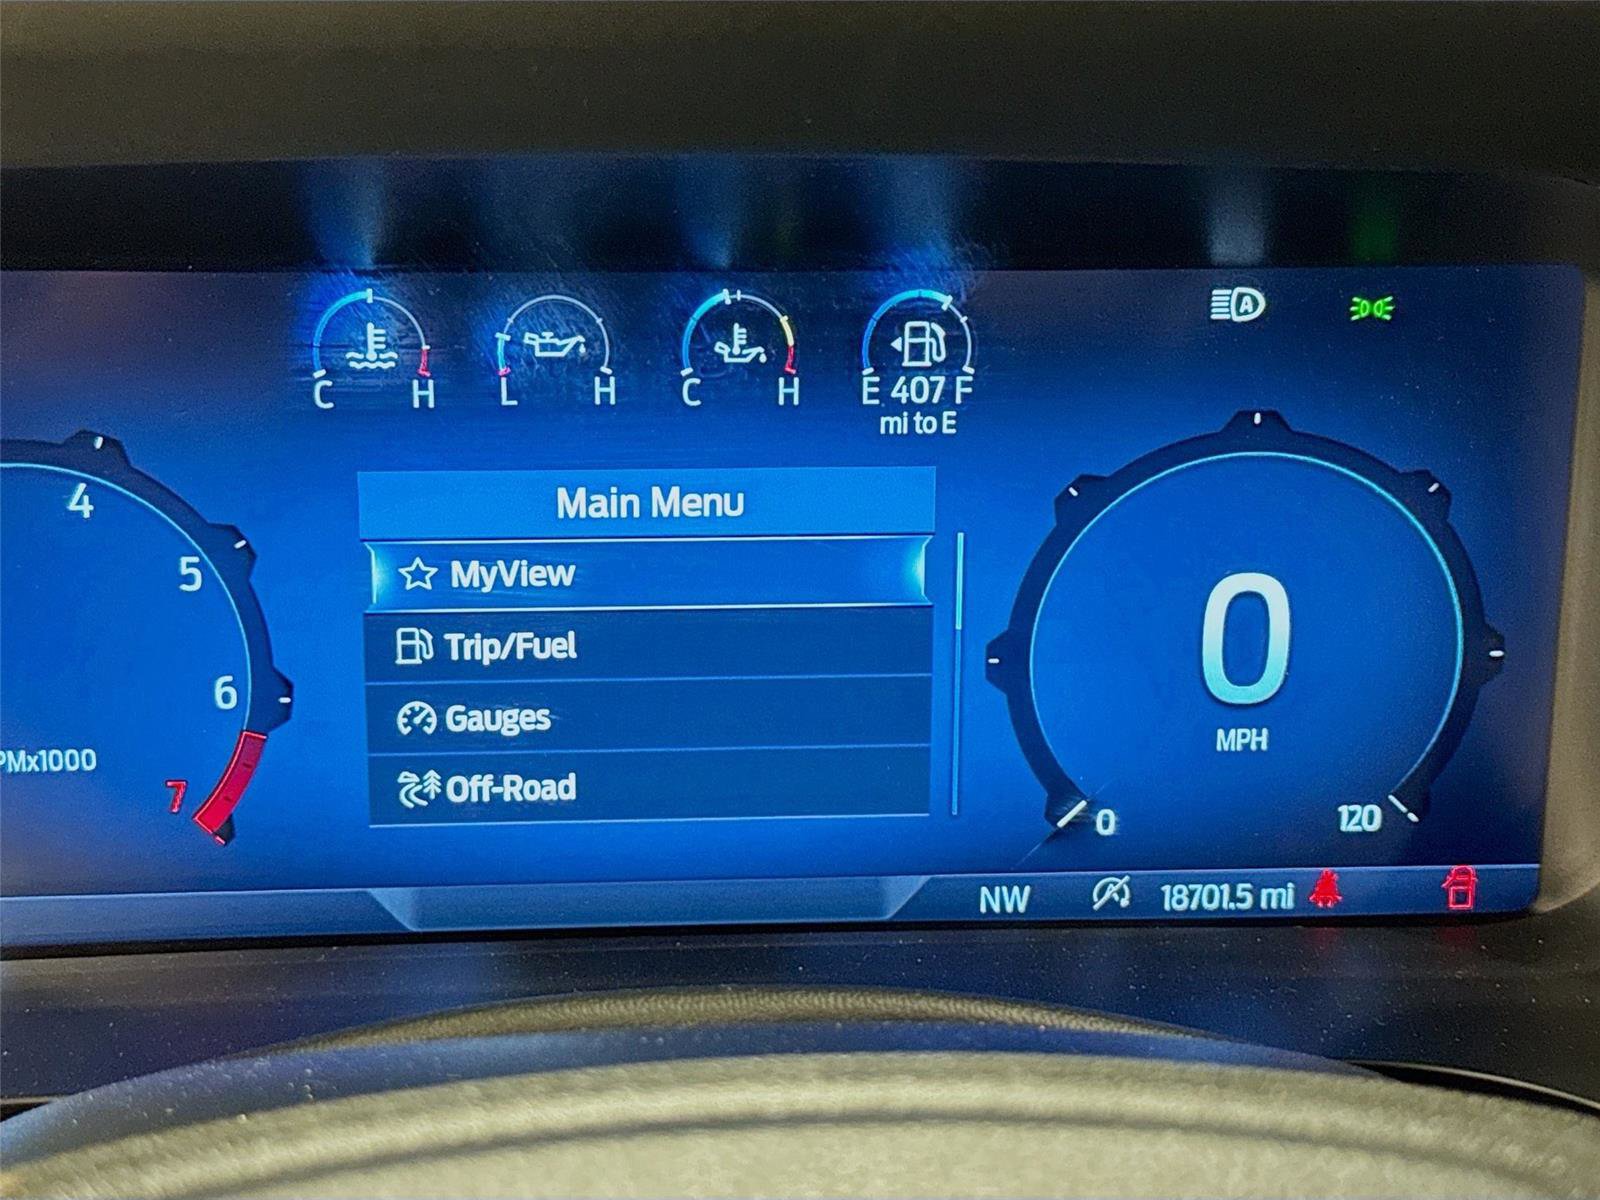 C H
L H
C H
E 407 F
mi to E
A
4
5
6
7
PMx1000
Main Menu
MyView
Trip/Fuel
Gauges
Off-Road
0
MPH
0
120
NW
A
18701.5 mi